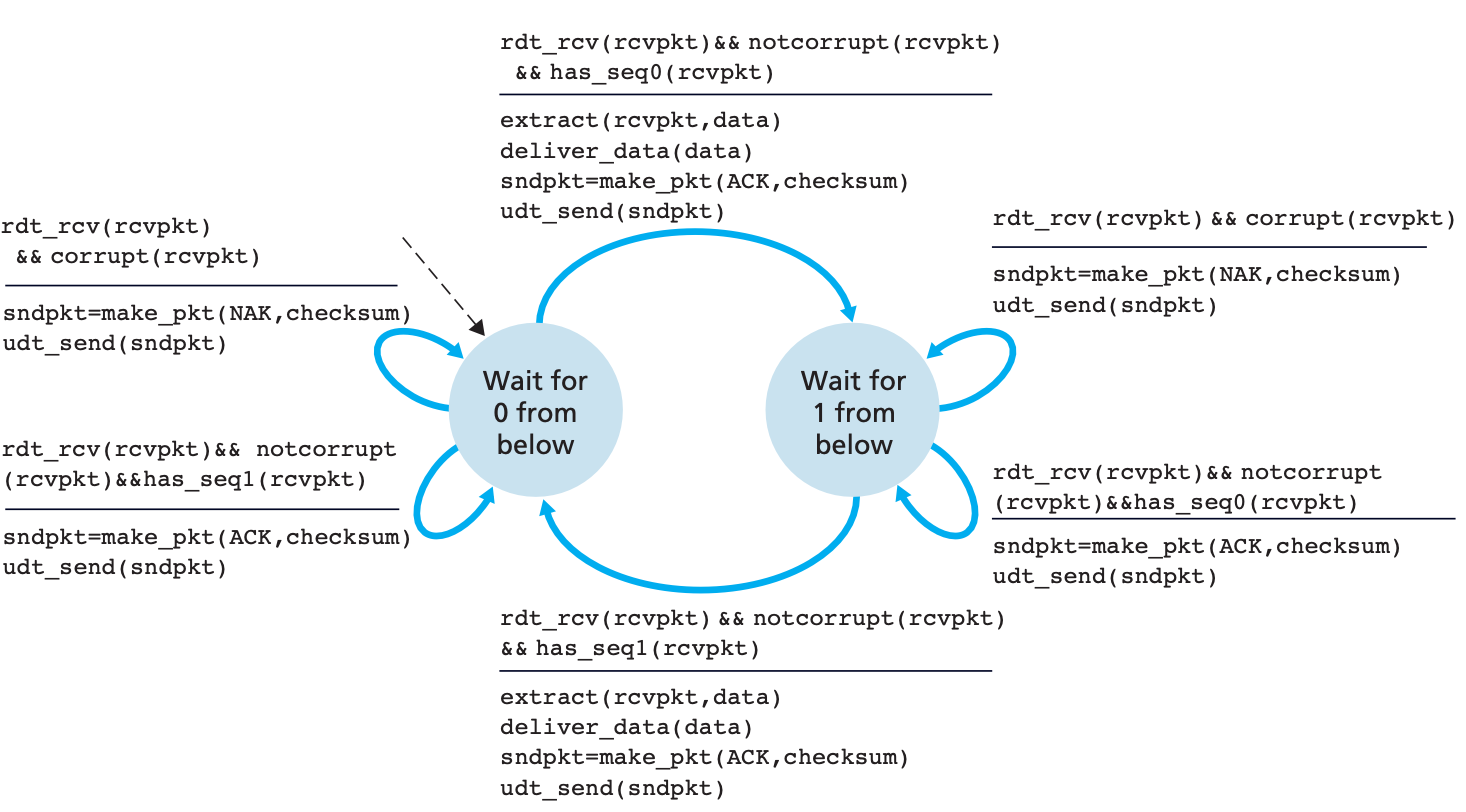 rdt_rcv(rcvpkt)&& notcorrupt(rcvpkt)
&& has_seq0(rcvpkt)
extract(rcvpkt,data)
deliver_data(data)
sndpkt=make_pkt(ACK,checksum)
udt_send(sndpkt)
rdt_rcv(rcvpkt)
&& corrupt(rcvpkt)
sndpkt=make_pkt(NAK,checksum)
udt_send(sndpkt)
rdt_rcv(rcvpkt) && corrupt(rcvpkt)
sndpkt=make_pkt(NAK,checksum)
udt_send(sndpkt)
Wait for
0 from
below
Wait for
1 from
below
rdt_rcv(rcvpkt)&& notcorrupt
(rcvpkt)&&has_seq1(rcvpkt)
sndpkt=make_pkt(ACK,checksum)
udt_send(sndpkt)
rdt_rcv(rcvpkt)&& notcorrupt
(rcvpkt)&&has_seq0(rcvpkt)
sndpkt=make_pkt(ACK,checksum)
udt_send(sndpkt)
rdt_rcv(rcvpkt) && notcorrupt(rcvpkt)
&& has_seq1(rcvpkt)
extract(rcvpkt,data)
deliver_data(data)
sndpkt=make_pkt(ACK,checksum)
udt_send(sndpkt)